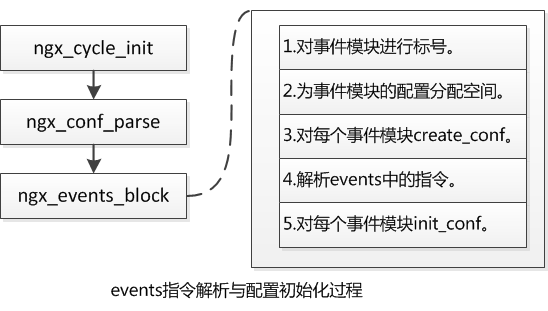 ngx_cycle_init
ngx_conf_parse
ngx_events_block
1.对事件模块进行标号。
2.为事件模块的配置分配空间。
3.对每个事件模块create_conf。
4.解析events中的指令。
5.对每个事件模块init_conf。
events指令解析与配置初始化过程